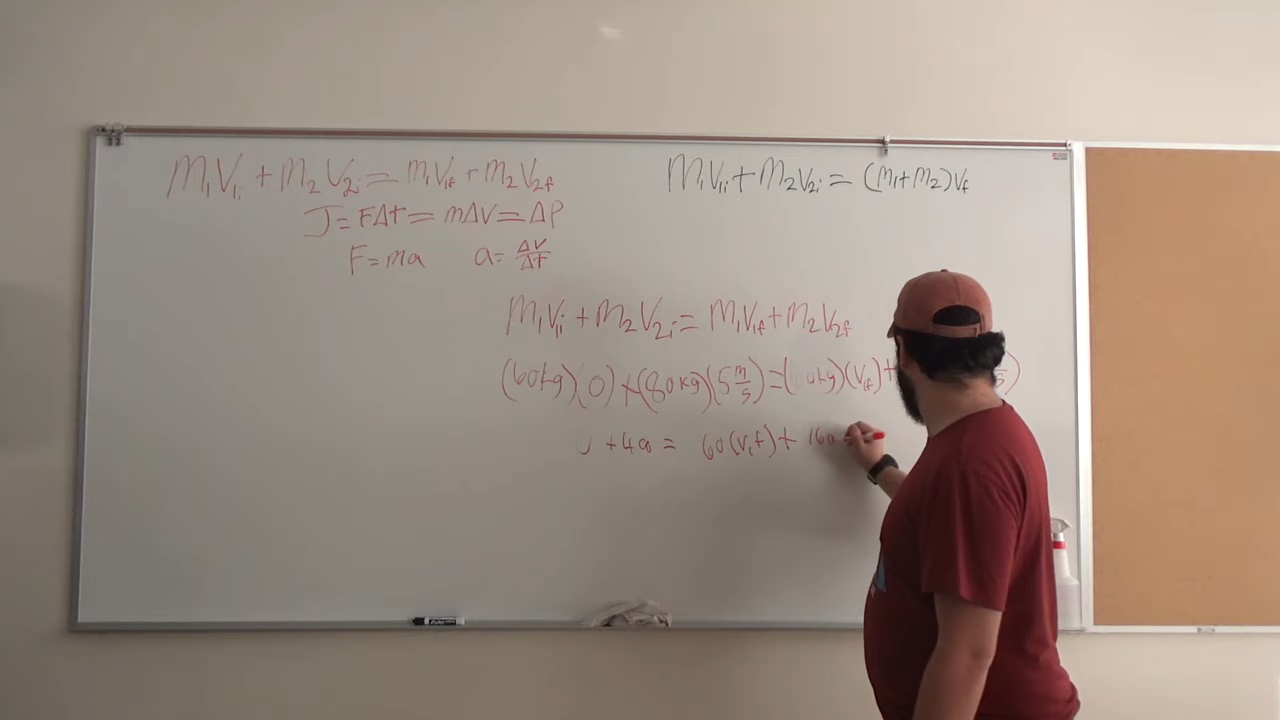 m₁v₁ᵢ + m₂v₂ᵢ = m₁v₁f + m₂v₂f
J = FΔt = mΔv = Δp
F = ma a = Δv/Δt
m₁v₁ᵢ + m₂v₂ᵢ = (m₁+m₂)vf
m₁v₁ᵢ + m₂v₂ᵢ = m₁v₁f + m₂v₂f
(60kg)(0) + (80kg)(5 m/s) = (60kg)(v₁f) +
+ 400 = 60(v₁f) + 160